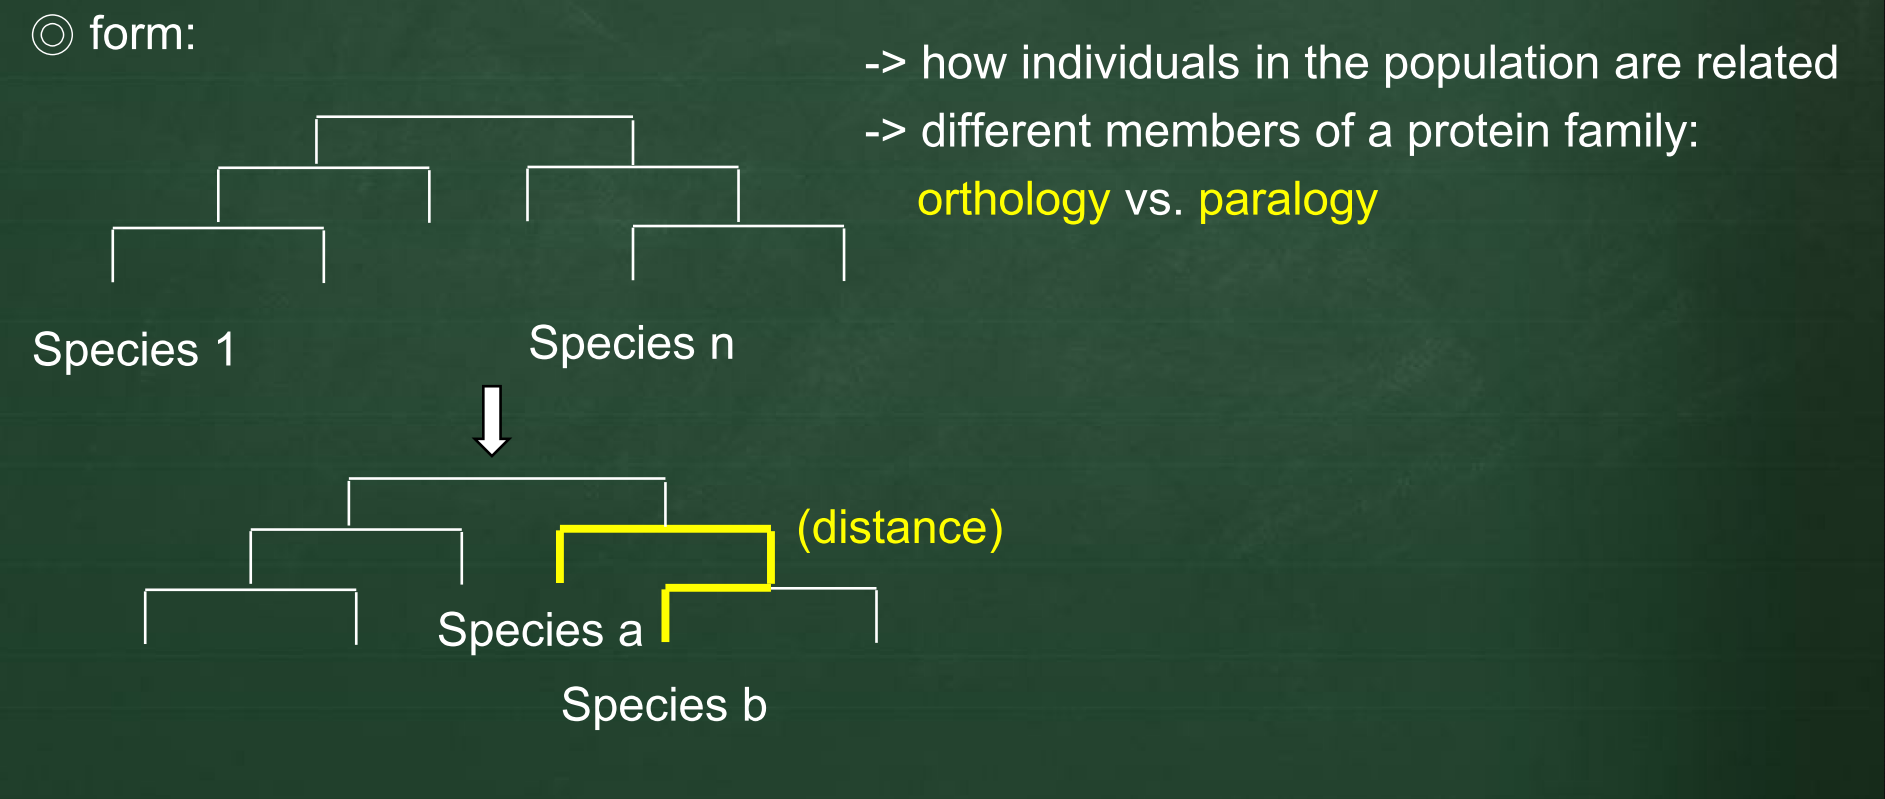 ◎ form:
-> how individuals in the population are related
-> different members of a protein family:
orthology vs. paralogy
Species 1
Species n
(distance)
Species a
Species b